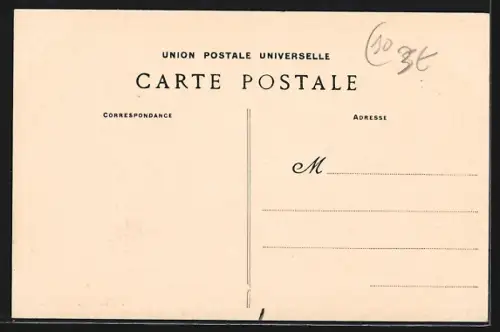 UNION POSTALE UNIVERSELLE
CARTE POSTALE
CORRESPONDANCE
ADRESSE
M